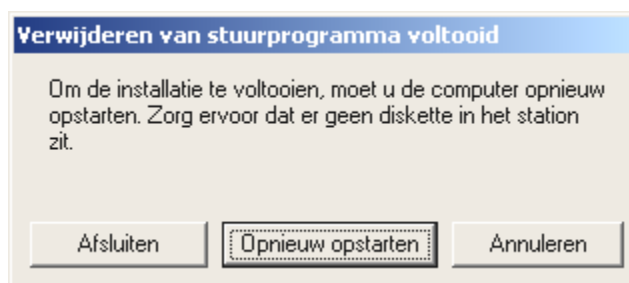 Verwijderen van stuurprogramma voltooid
Om de installatie te voltooien, moet u de computer opnieuw
opstarten. Zorg ervoor dat er geen diskette in het station
zit.
Afsluiten
Opnieuw opstarten
Annuleren